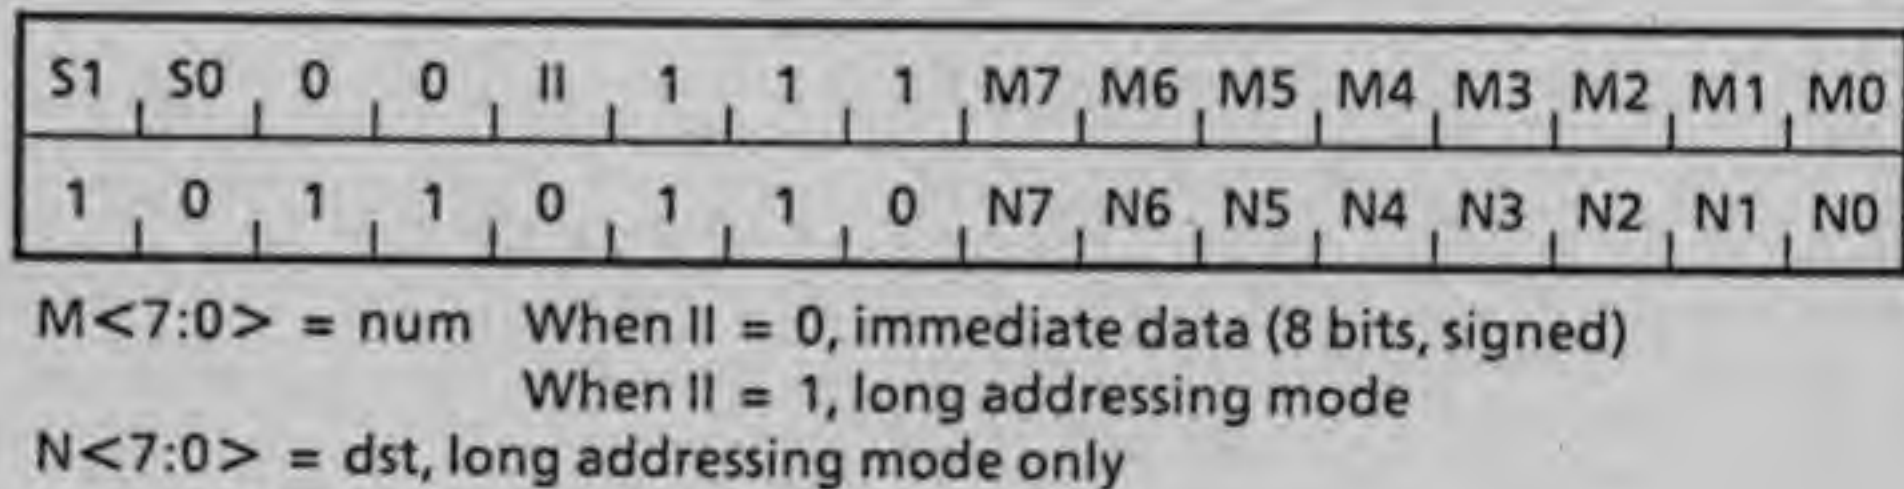 S1 S0 0 0 II 1 1 1 M7 M6 M5 M4 M3 M2 M1 M0
1 0 1 1 0 1 1 0 N7 N6 N5 N4 N3 N2 N1 N0
M<7:0> = num When II = 0, immediate data (8 bits, signed)
When II = 1, long addressing mode
N<7:0> = dst, long addressing mode only